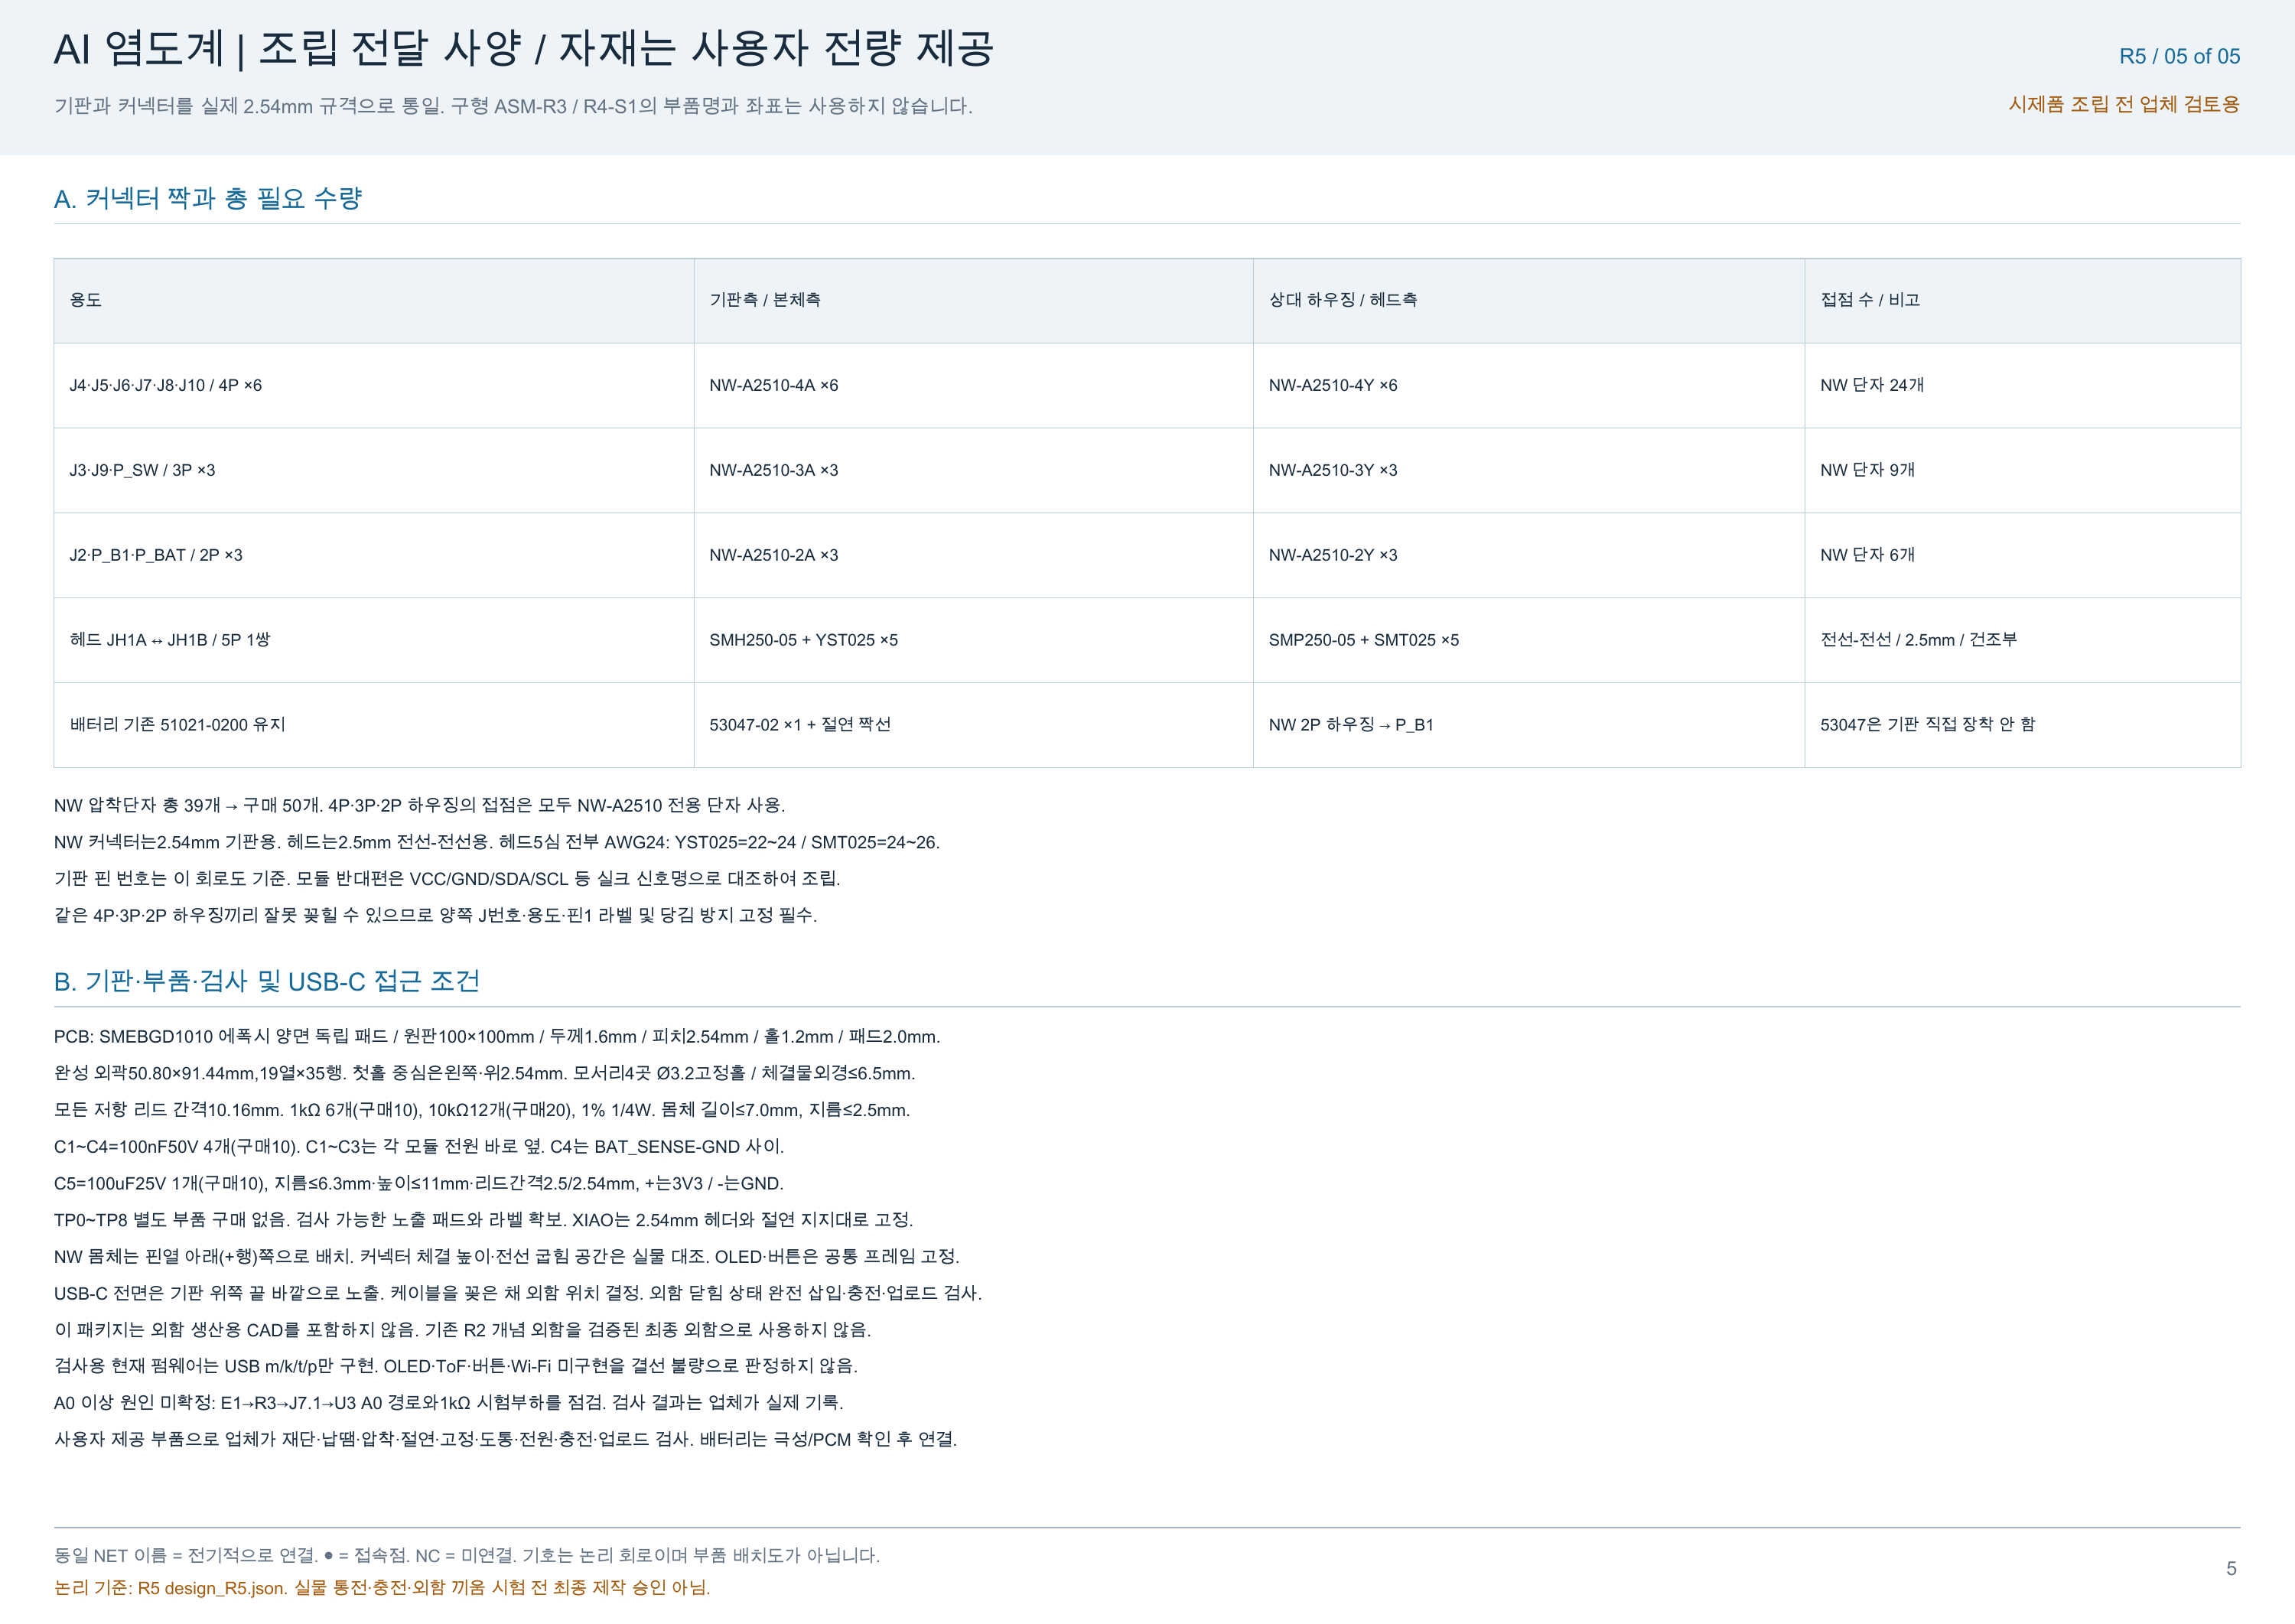 AI 염도계 | 조립 전달 사양 / 자재는 사용자 전량 제공
R5 / 05 of 05
기판과 커넥터를 실제 2.54mm 규격으로 통일. 구형 ASM-R3 / R4-S1의 부품명과 좌표는 사용하지 않습니다.
시제품 조립 전 업체 검토용
A. 커넥터 짝과 총 필요 수량
용도 기판측 / 본체측 상대 하우징 / 헤드측 접점 수 / 비고
J4·J5·J6·J7·J8·J10 / 4P ×6 NW-A2510-4A ×6 NW-A2510-4Y ×6 NW 단자 24개
J3·J9·P_SW / 3P ×3 NW-A2510-3A ×3 NW-A2510-3Y ×3 NW 단자 9개
J2·P_B1·P_BAT / 2P ×3 NW-A2510-2A ×3 NW-A2510-2Y ×3 NW 단자 6개
헤드 JH1A ↔ JH1B / 5P 1쌍 SMH250-05 + YST025 ×5 SMP250-05 + SMT025 ×5 전선-전선 / 2.5mm / 건조부
배터리 기존 51021-0200 유지 53047-02 ×1 + 절연 짝선 NW 2P 하우징→P_B1 53047은 기판 직접 장착 안 함
NW 압착단자 총 39개→구매 50개. 4P·3P·2P 하우징의 접점은 모두 NW-A2510 전용 단자 사용.
NW 커넥터는2.54mm 기판용. 헤드는2.5mm 전선-전선용. 헤드5심 전부 AWG24: YST025=22~24 / SMT025=24~26.
기판 핀 번호는 이 회로도 기준. 모듈 반대편은 VCC/GND/SDA/SCL 등 실크 신호명으로 대조하여 조립.
같은 4P·3P·2P 하우징끼리 잘못 꽂힐 수 있으므로 양쪽 J번호·용도·핀1 라벨 및 당김 방지 고정 필수.
B. 기판·부품·검사 및 USB-C 접근 조건
PCB: SMEBGD1010 에폭시 양면 독립 패드 / 원판100×100mm / 두께1.6mm / 피치2.54mm / 홀1.2mm / 패드2.0mm.
완성 외곽50.80×91.44mm,19열×35행. 첫홀 중심은왼쪽·위2.54mm. 모서리4곳 Ø3.2고정홀 / 체결물외경≤6.5mm.
모든 저항 리드 간격10.16mm. 1kΩ 6개(구매10), 10kΩ12개(구매20), 1% 1/4W. 몸체 길이≤7.0mm, 지름≤2.5mm.
C1~C4=100nF50V 4개(구매10). C1~C3는 각 모듈 전원 바로 옆. C4는 BAT_SENSE-GND 사이.
C5=100uF25V 1개(구매10), 지름≤6.3mm·높이≤11mm·리드간격2.5/2.54mm, +는3V3 / -는GND.
TP0~TP8 별도 부품 구매 없음. 검사 가능한 노출 패드와 라벨 확보. XIAO는 2.54mm 헤더와 절연 지지대로 고정.
NW 몸체는 핀열 아래(+행)쪽으로 배치. 커넥터 체결 높이·전선 굽힘 공간은 실물 대조. OLED·버튼은 공통 프레임 고정.
USB-C 전면은 기판 위쪽 끝 바깥으로 노출. 케이블을 꽂은 채 외함 위치 결정. 외함 닫힘 상태 완전 삽입·충전·업로드 검사.
이 패키지는 외함 생산용 CAD를 포함하지 않음. 기존 R2 개념 외함을 검증된 최종 외함으로 사용하지 않음.
검사용 현재 펌웨어는 USB m/k/t/p만 구현. OLED·ToF·버튼·Wi-Fi 미구현을 결선 불량으로 판정하지 않음.
A0 이상 원인 미확정: E1→R3→J7.1→U3 A0 경로와1kΩ 시험부하를 점검. 검사 결과는 업체가 실제 기록.
사용자 제공 부품으로 업체가 재단·납땜·압착·절연·고정·도통·전원·충전·업로드 검사. 배터리는 극성/PCM 확인 후 연결.
동일 NET 이름 = 전기적으로 연결. ● = 접속점. NC = 미연결. 기호는 논리 회로이며 부품 배치도가 아닙니다.
논리 기준: R5 design_R5.json. 실물 통전·충전·외함 끼움 시험 전 최종 제작 승인 아님.
5